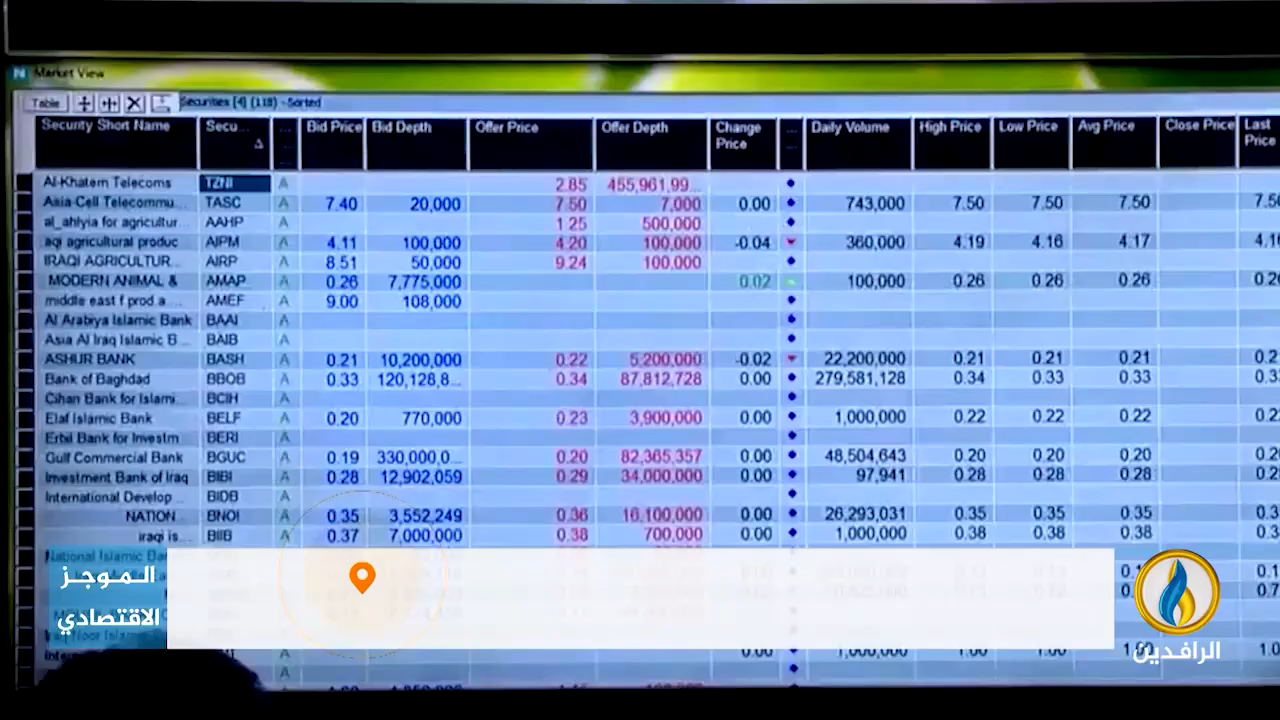 Market View
Table Securities [4] (118) - Sorted
Security Short Name Secu... Bid Price Bid Depth Offer Price Offer Depth Change Price Daily Volume High Price Low Price Avg Price Close Price Last Price
Al-Khatem Telecoms TZNI A 2.85 455,961,99...
Asia Cell Telecommu... TASC A 7.40 20,000 7.50 7,000 0.00 743,000 7.50 7.50 7.50 7.50
al_ahlyia for agricultur... AAHP A 1.25 500,000
aqi agricultural produc AIPM A 4.11 100,000 4.20 100,000 -0.04 360,000 4.19 4.16 4.17
IRAQI AGRICULTUR... AIRP A 8.51 50,000 9.24 100,000
MODERN ANIMAL & AMAP A 0.26 7,775,000 0.02 100,000 0.26 0.26 0.26
middle east f prod a... AMEF A 9.00 108,000
Al Arabiya Islamic Bank BAAI A
Asia Al Iraq Islamic B... BAIB A
ASHUR BANK BASH A 0.21 10,200,000 0.22 5,200,000 -0.02 22,200,000 0.21 0.21 0.21
Bank of Baghdad BBOB A 0.33 120,128,8... 0.34 87,812,728 0.00 279,581,128 0.34 0.33 0.33
Cihan Bank for Islami... BCIH A
Elaf Islamic Bank BELF A 0.20 770,000 0.23 3,900,000 0.00 1,000,000 0.22 0.22 0.22
Erbil Bank for Investm BERI A
Gulf Commercial Bank BGUC A 0.19 330,000,0... 0.20 82,365,357 0.00 48,504,643 0.20 0.20 0.20
Investment Bank of Iraq BIBI A 0.28 12,902,059 0.29 34,000,000 0.00 97,941 0.28 0.28 0.28
International Develop... BIDB A
NATION... BNOI A 0.35 3,552,249 0.36 16,100,000 0.00 26,293,031 0.35 0.35 0.35
iraqi is... BIIB A 0.37 7,000,000 0.38 700,000 0.00 1,000,000 0.38 0.38 0.38
National Islamic
الموجز
الاقتصادي
الرافدين
0.00 1,000,000 1.00 1.00